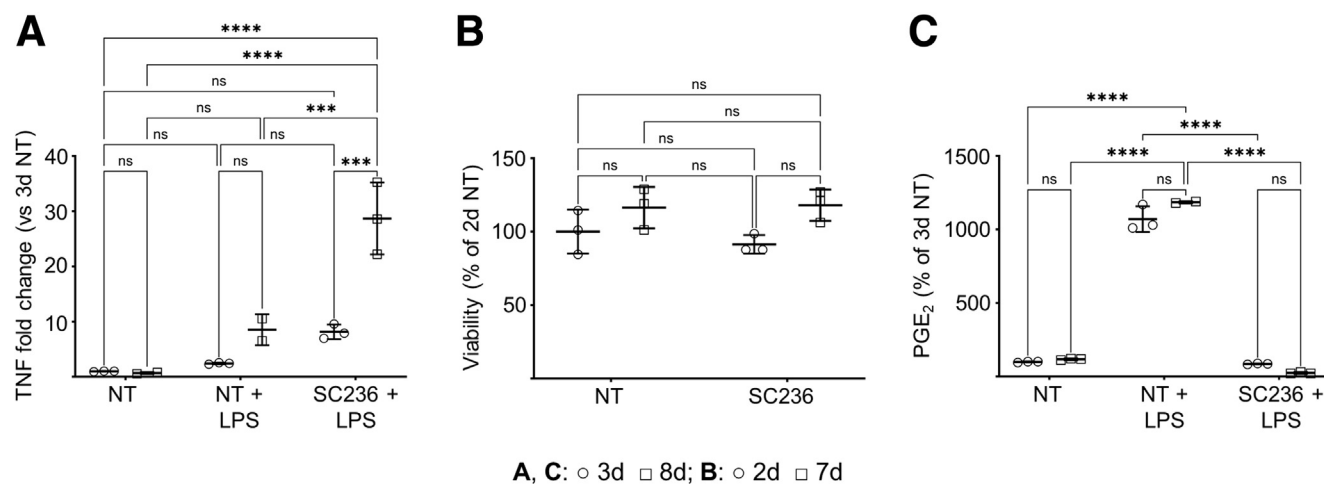 A
B
C
****
****
ns
ns
***
ns
ns
ns
ns
***
TNF fold change (vs 3d NT)
40
30
20
10
NT
NT +
LPS
SC236 +
LPS
ns
ns
ns
ns
ns
ns
Viability (% of 2d NT)
150
100
50
NT
SC236
****
****
****
****
ns
ns
ns
PGE₂ (% of 3d NT)
1500
1000
500
NT
NT +
LPS
SC236 +
LPS
A, C: ○ 3d □ 8d; B: ○ 2d □ 7d